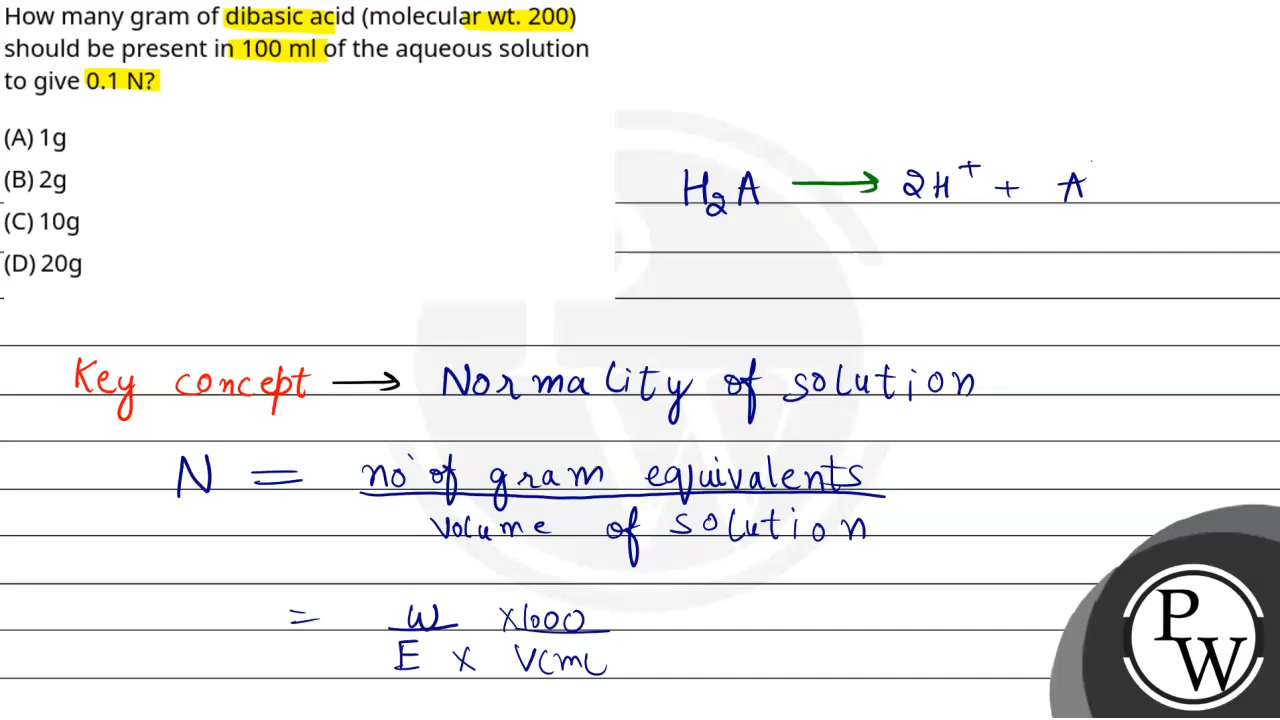 How many gram of dibasic acid (molecular wt. 200)
should be present in 100 ml of the aqueous solution
to give 0.1 N?
(A) 1g
(B) 2g
(C) 10g
(D) 20g
H₂A → 2H⁺ + A
Key concept → Normality of solution
N = no. of gram equivalents
volume of solution
= W × 1000
E × V(mL
P
W